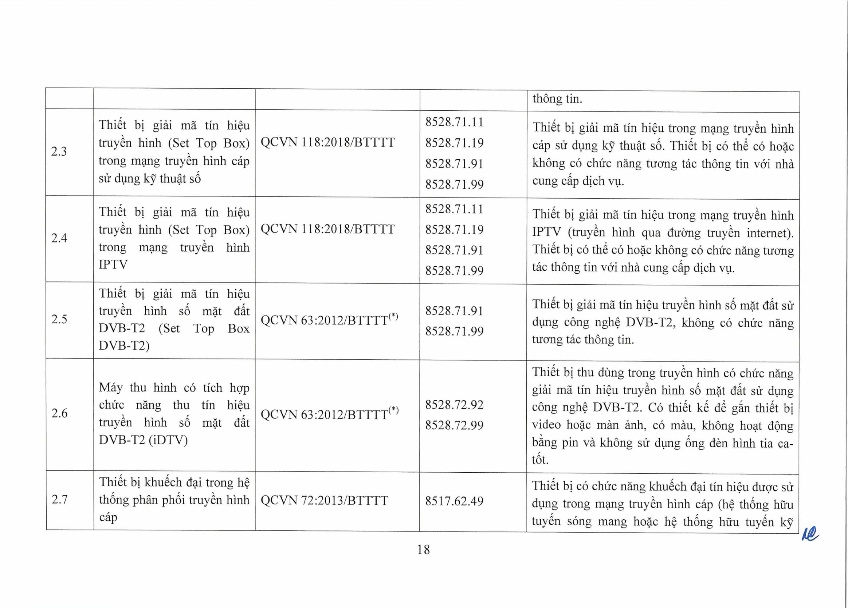 thông tin.
2.3
Thiết bị giải mã tín hiệu
truyền hình (Set Top Box)
trong mạng truyền hình cáp
sử dụng kỹ thuật số
QCVN 118:2018/BTTTT
8528.71.11
8528.71.19
8528.71.91
8528.71.99
Thiết bị giải mã tín hiệu trong mạng truyền hình
cáp sử dụng kỹ thuật số. Thiết bị có thể có hoặc
không có chức năng tương tác thông tin với nhà
cung cấp dịch vụ.
2.4
Thiết bị giải mã tín hiệu
truyền hình (Set Top Box)
trong mạng truyền hình
IPTV
QCVN 118:2018/BTTTT
8528.71.11
8528.71.19
8528.71.91
8528.71.99
Thiết bị giải mã tín hiệu trong mạng truyền hình
IPTV (truyền hình qua đường truyền internet).
Thiết bị có thể có hoặc không có chức năng tương
tác thông tin với nhà cung cấp dịch vụ.
2.5
Thiết bị giải mã tín hiệu
truyền hình số mặt đất
DVB-T2 (Set Top Box
DVB-T2)
QCVN 63:2012/BTTTT(*)
8528.71.91
8528.71.99
Thiết bị giải mã tín hiệu truyền hình số mặt đất sử
dụng công nghệ DVB-T2, không có chức năng
tương tác thông tin.
2.6
Máy thu hình có tích hợp
chức năng thu tín hiệu
truyền hình số mặt đất
DVB-T2 (iDTV)
QCVN 63:2012/BTTTT(*)
8528.72.92
8528.72.99
Thiết bị thu dùng trong truyền hình có chức năng
giải mã tín hiệu truyền hình số mặt đất sử dụng
công nghệ DVB-T2. Có thiết kế để gắn thiết bị
video hoặc màn ảnh, có màu, không hoạt động
bằng pin và không sử dụng ống đèn hình tia ca-
tốt.
2.7
Thiết bị khuếch đại trong hệ
thống phân phối truyền hình
cáp
QCVN 72:2013/BTTTT
8517.62.49
Thiết bị có chức năng khuếch đại tín hiệu được sử
dụng trong mạng truyền hình cáp (hệ thống hữu
tuyến sóng mang hoặc hệ thống hữu tuyến kỹ
18